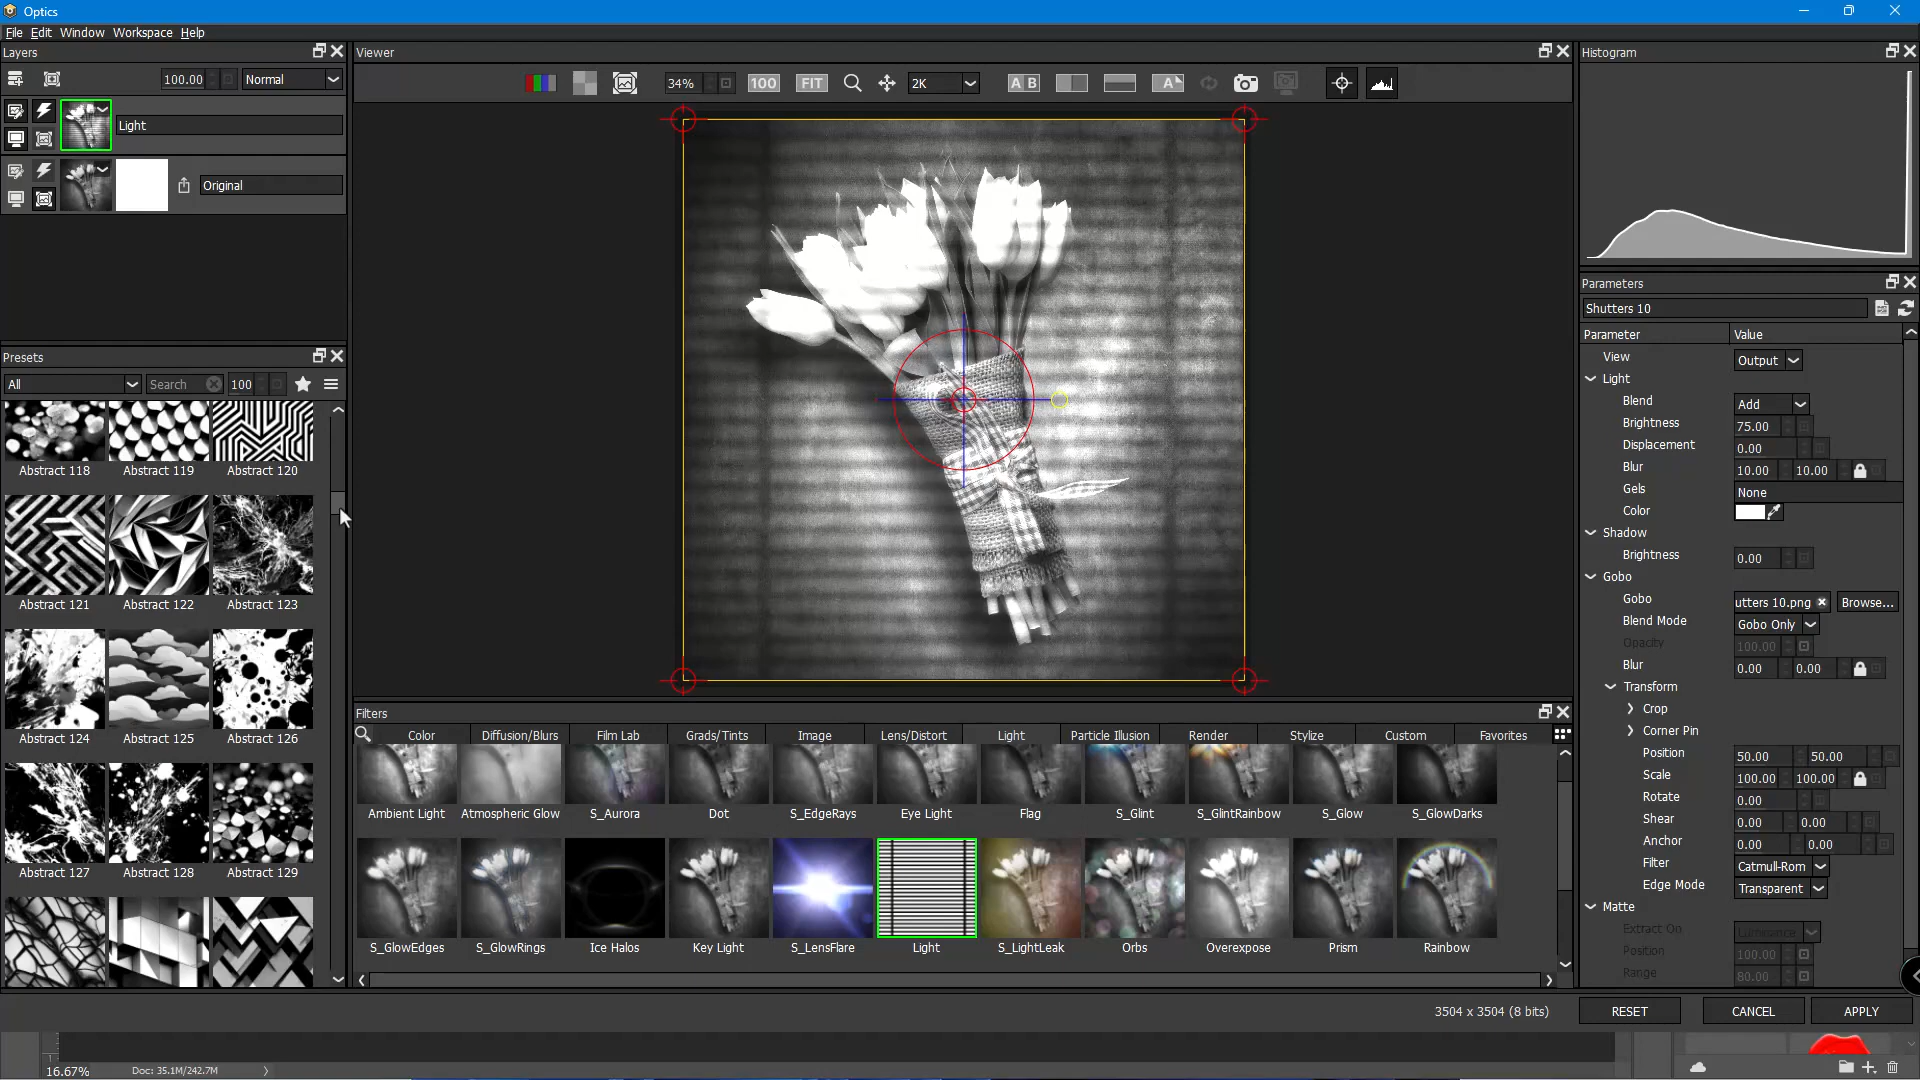 Optics
File Edit Window Workspace Help
Layers
100.00 Normal
Light
Original
Presets
All Search 100
Abstract 118 Abstract 119 Abstract 120
Abstract 121 Abstract 122 Abstract 123
Abstract 124 Abstract 125 Abstract 126
Abstract 127 Abstract 128 Abstract 129
Viewer
34% 100 FIT 2K A B A
Filters
Color Diffusion/Blurs Film Lab Grads/Tints Image Lens/Distort Light Particle Illusion Render Stylize Custom Favorites
Ambient Light Atmospheric Glow S_Aurora Dot S_EdgeRays Eye Light Flag S_Glint S_GlintRainbow S_Glow S_GlowDarks
S_GlowEdges S_GlowRings Ice Halos Key Light S_LensFlare Light S_LightLeak Orbs Overexpose Prism Rainbow
Histogram
Parameters
Shutters 10
Parameter Value
View Output
Light
Blend Add
Brightness 75.00
Displacement 0.00
Blur 10.00 10.00
Gels None
Color
Shadow
Brightness 0.00
Gobo
Gobo utters 10.png Browse...
Blend Mode Gobo Only
Opacity 100.00
Blur 0.00 0.00
Transform
Crop
Corner Pin
Position 50.00 50.00
Scale 100.00 100.00
Rotate 0.00
Shear 0.00 0.00
Anchor 0.00 0.00
Filter Catmull-Rom
Edge Mode Transparent
Matte
Extract On Luminance
Position 100.00
Range 80.00
3504 x 3504 (8 bits) RESET CANCEL APPLY
16.67% Doc: 35.1M/242.7M